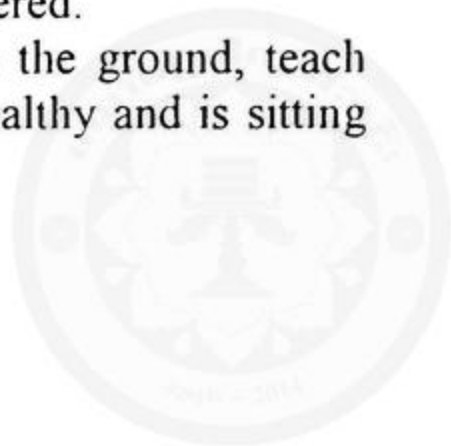 ered.
the ground, teach
althy and is sitting